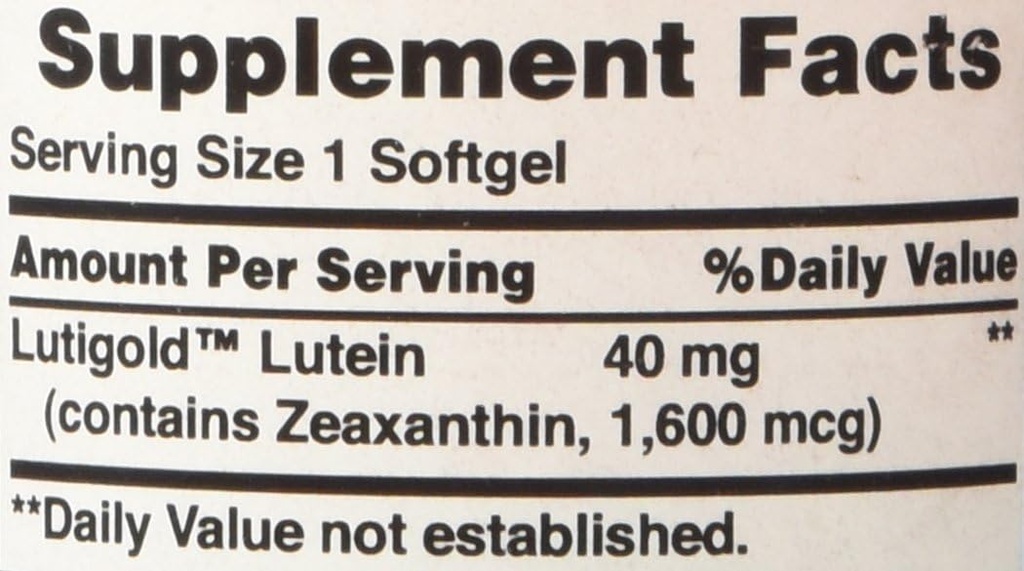 Supplement Facts
Serving Size 1 Softgel
Amount Per Serving %Daily Value
Lutigold™ Lutein 40 mg **
(contains Zeaxanthin, 1,600 mcg)
**Daily Value not established.